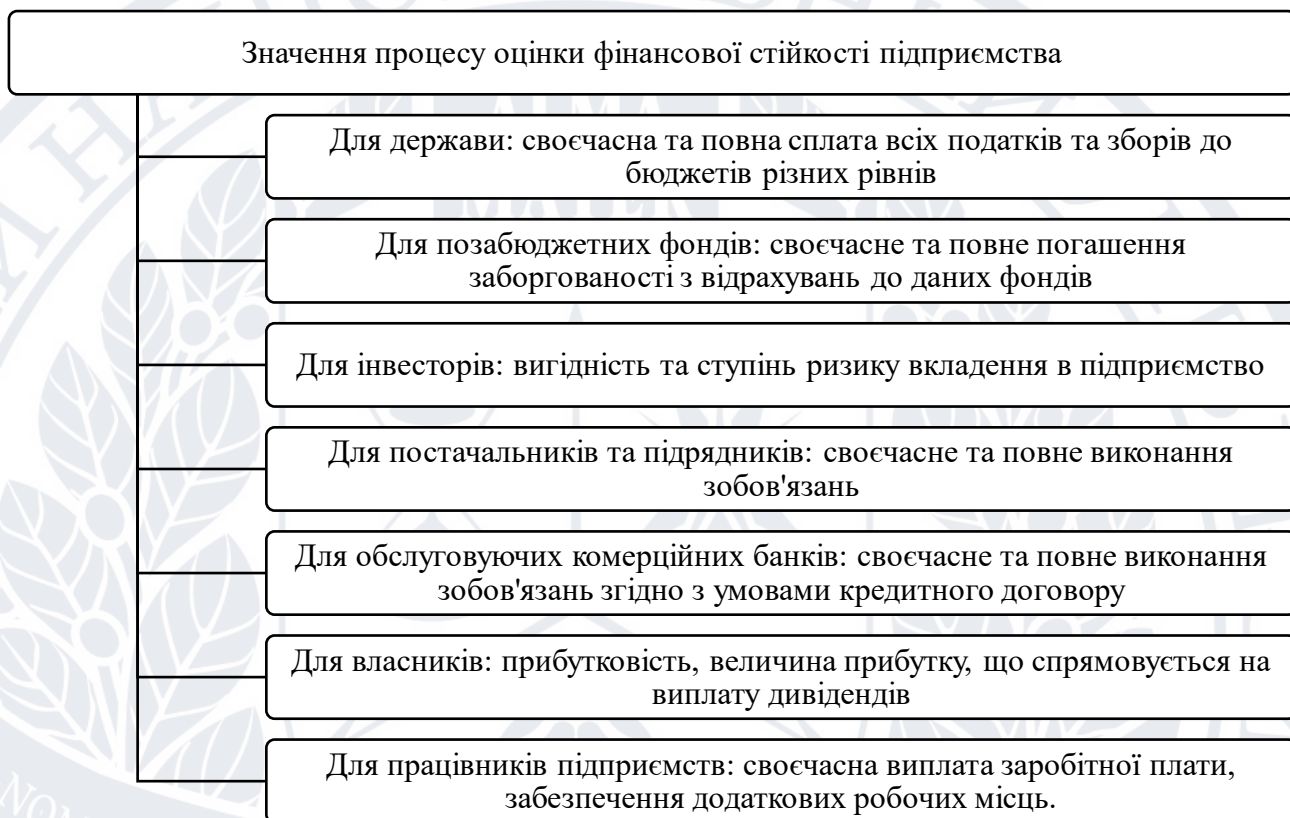 Значення процесу оцінки фінансової стійкості підприємства
Для держави: своєчасна та повна сплата всіх податків та зборів до
бюджетів різних рівнів
Для позабюджетних фондів: своєчасне та повне погашення
заборгованості з відрахувань до даних фондів
Для інвесторів: вигідність та ступінь ризику вкладення в підприємство
Для постачальників та підрядників: своєчасне та повне виконання
зобов'язань
Для обслуговуючих комерційних банків: своєчасне та повне виконання
зобов'язань згідно з умовами кредитного договору
Для власників: прибутковість, величина прибутку, що спрямовується на
виплату дивідендів
Для працівників підприємств: своєчасна виплата заробітної плати,
забезпечення додаткових робочих місць.